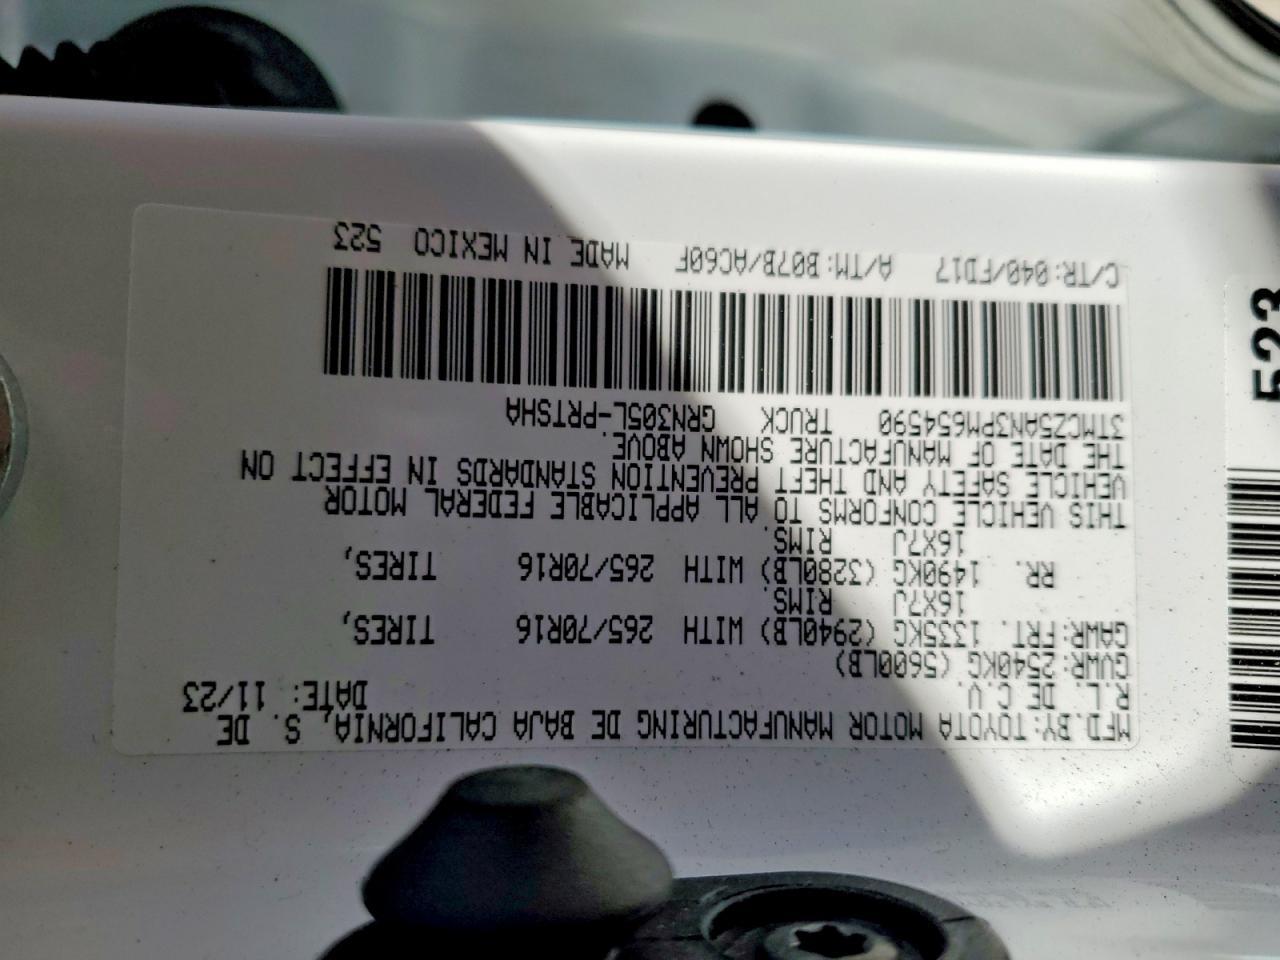 MFD.BY:TOYOTA MOTOR MANUFACTURING DE BAJA CALIFORNIA, S. DE
R.L. DE C.V. DATE: 11/23
GVWR:2540KG (5600LB)
GAWR:FRT. 1335KG (2940LB) WITH 265/70R16 TIRES,
16X7J RIMS.
RR. 1490KG (3280LB) WITH 265/70R16 TIRES,
16X7J RIMS.
THIS VEHICLE CONFORMS TO ALL APPLICABLE FEDERAL MOTOR
VEHICLE SAFETY AND THEFT PREVENTION STANDARDS IN EFFECT ON
THE DATE OF MANUFACTURE SHOWN ABOVE.
3TMCZ25AN3PM654590 TRUCK GRN305L-PRTSHA
C/TR:040/FD17 A/TM:B07B/AC60F MADE IN MEXICO 523
523